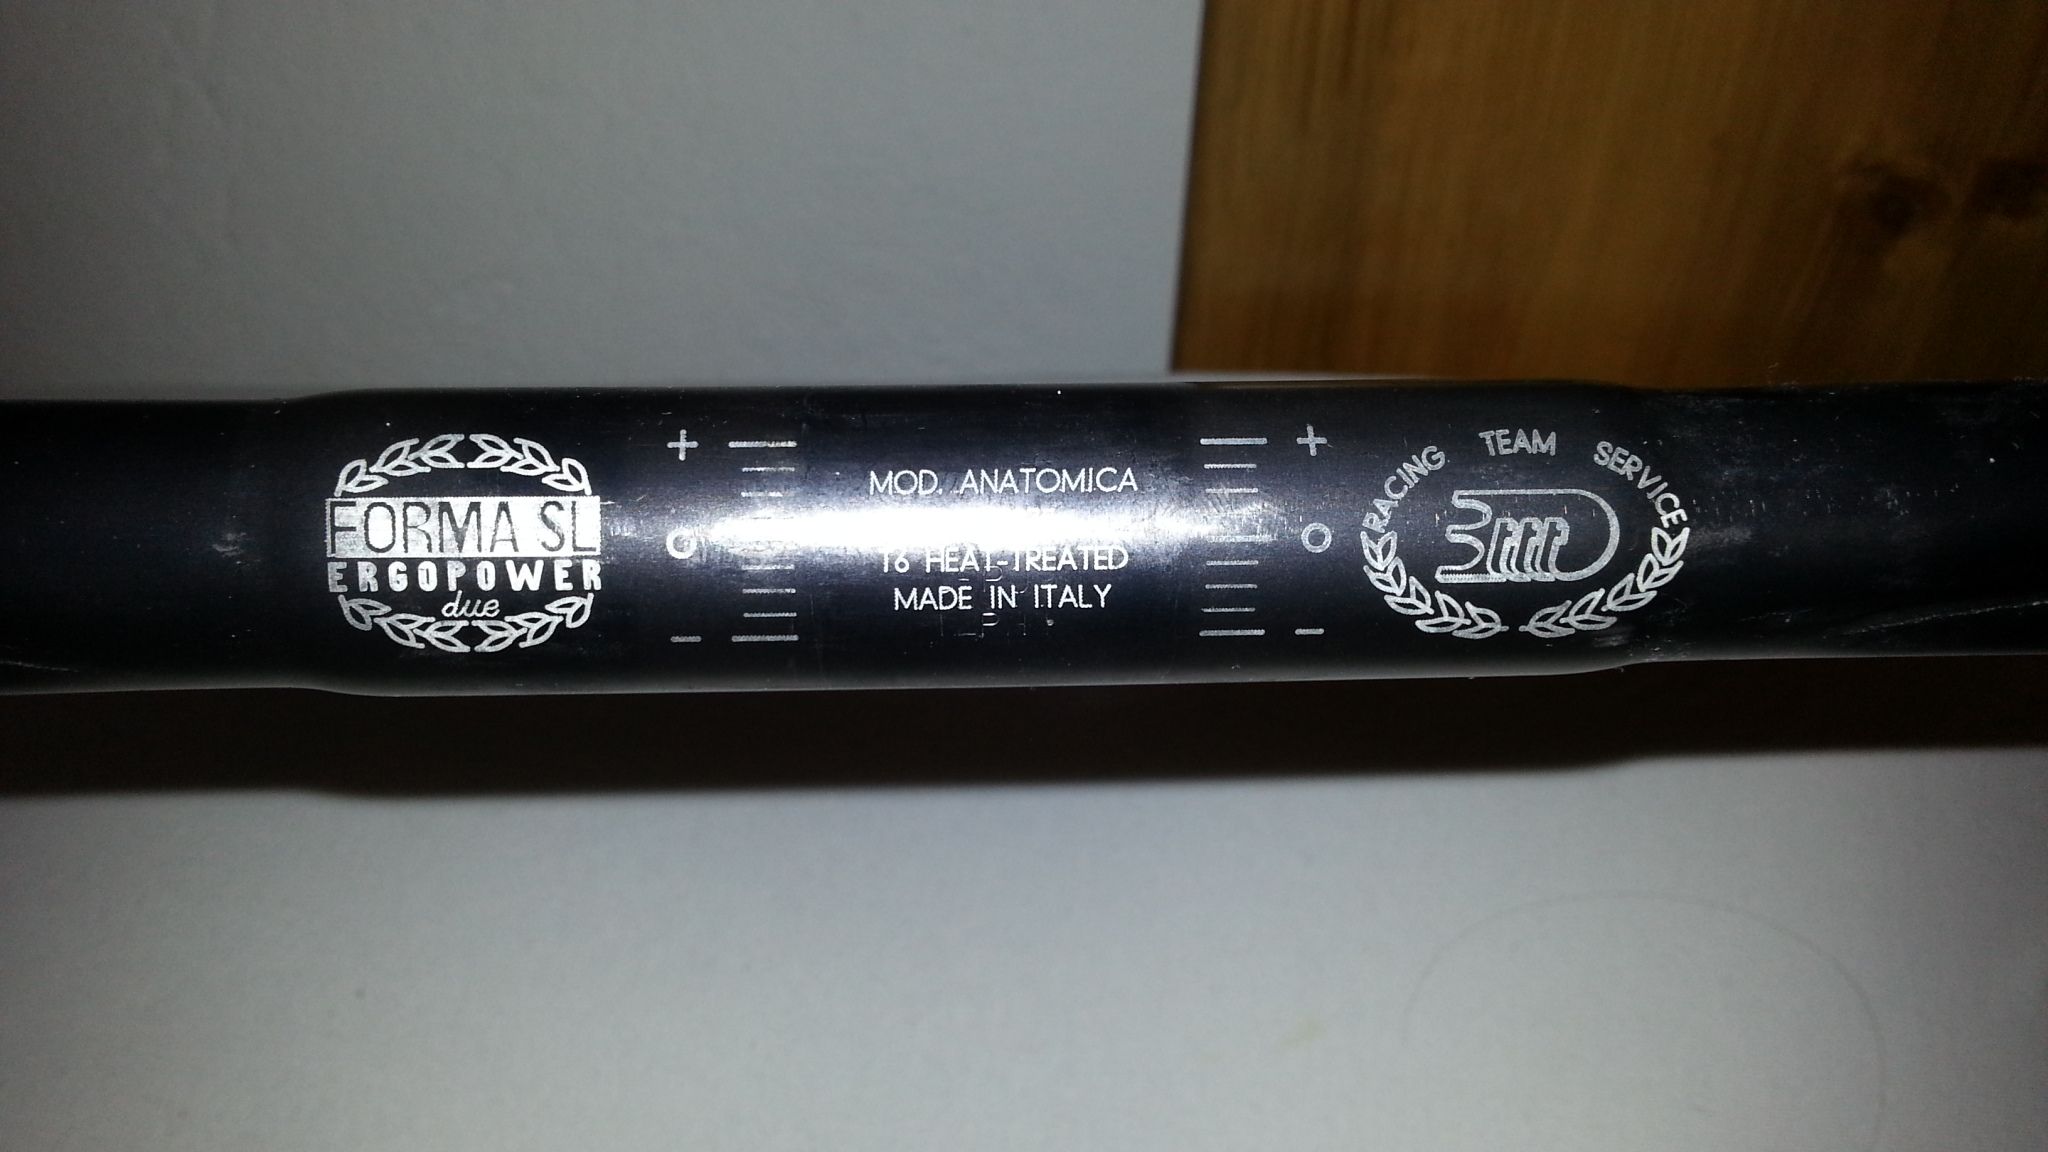 FORMA SL
ERGOPOWER
due
+
O
-
MOD. ANATOMICA
T6 HEAT-TREATED
MADE IN ITALY
+
O
-
RACING TEAM SERVICE
3ttt